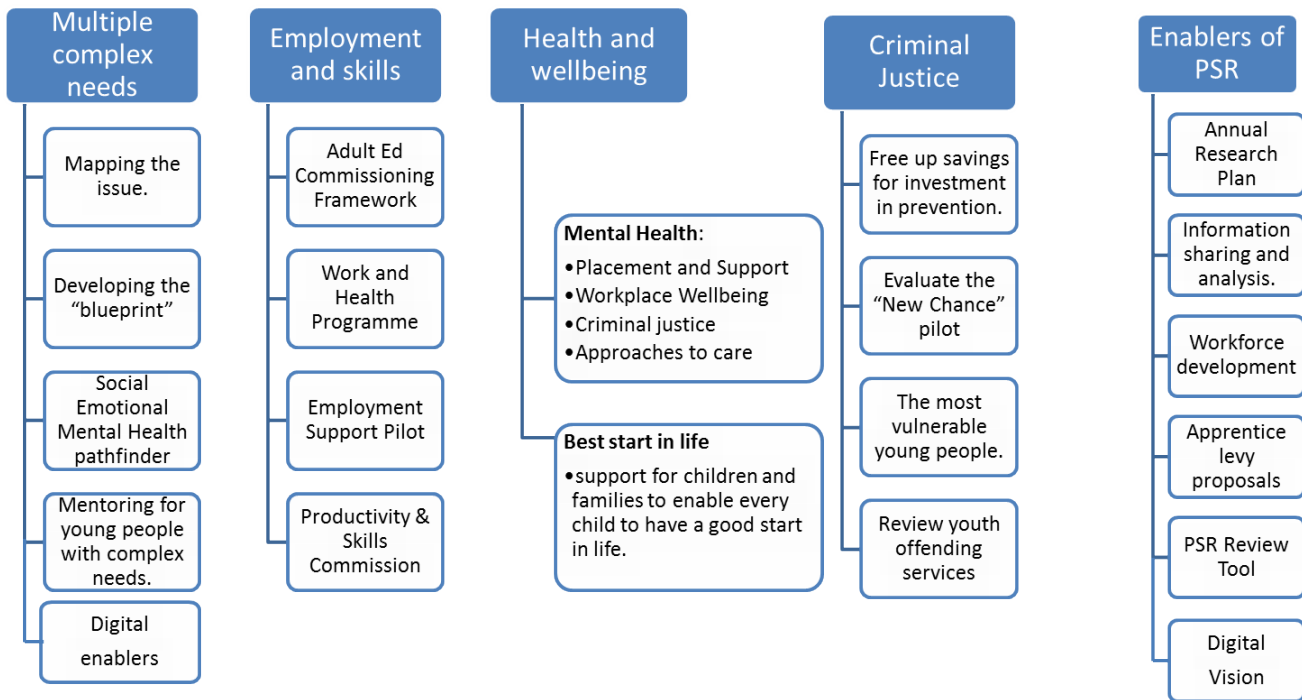 Multiple
complex
needs
Mapping the
issue.
Developing the
“blueprint”
Social
Emotional
Mental Health
pathfinder
Mentoring for
young people
with complex
needs.
Digital
enablers
Employment
and skills
Adult Ed
Commissioning
Framework
Work and
Health
Programme
Employment
Support Pilot
Productivity &
Skills
Commission
Health and
wellbeing
Mental Health:
•Placement and Support
•Workplace Wellbeing
•Criminal justice
•Approaches to care
Best start in life
•support for children and
families to enable every
child to have a good start
in life.
Criminal
Justice
Free up savings
for investment
in prevention.
Evaluate the
“New Chance”
pilot
The most
vulnerable
young people.
Review youth
offending
services
Enablers of
PSR
Annual
Research
Plan
Information
sharing and
analysis.
Workforce
development
Apprentice
levy
proposals
PSR Review
Tool
Digital
Vision